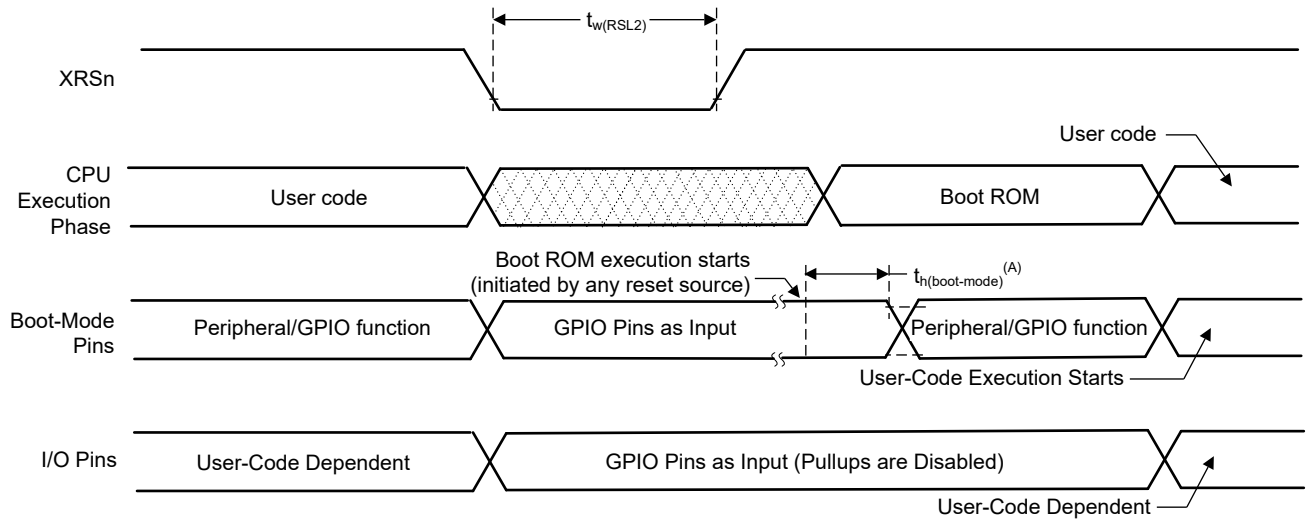 t_w(RSL2)
XRSn
User code
CPU
Execution
Phase
User code
Boot ROM
Boot ROM execution starts
(initiated by any reset source)
t_h(boot-mode)^(A)
Boot-Mode
Pins
Peripheral/GPIO function
GPIO Pins as Input
Peripheral/GPIO function
User-Code Execution Starts
I/O Pins
User-Code Dependent
GPIO Pins as Input (Pullups are Disabled)
User-Code Dependent